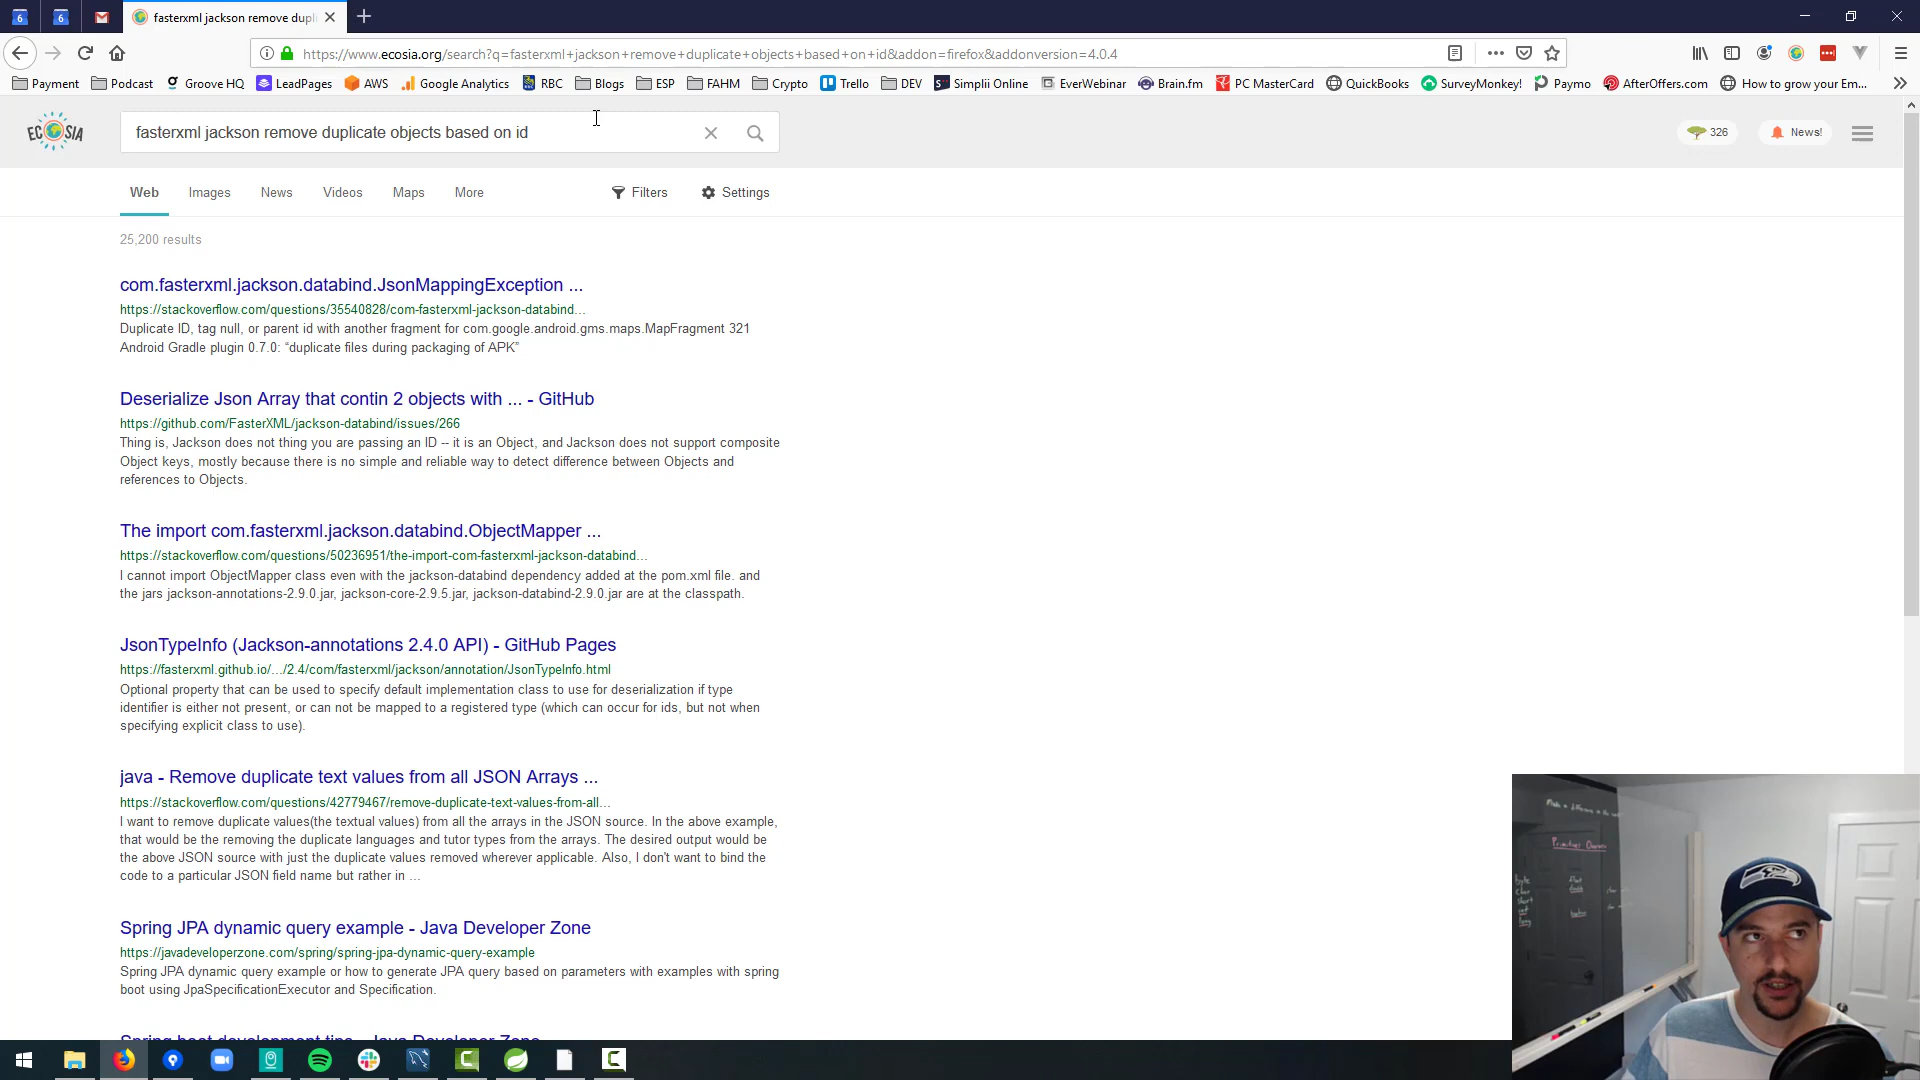 6
6
fasterxml jackson remove dupli
https://www.ecosia.org/search?q=fasterxml+jackson+remove+duplicate+objects+based+on+id&addon=firefox&addonversion=4.0.4
Payment Podcast Groove HQ LeadPages AWS Google Analytics RBC Blogs ESP FAHM Crypto Trello DEV Simplii Online EverWebinar Brain.fm PC MasterCard QuickBooks SurveyMonkey! Paymo AfterOffers.com How to grow your Em...
ECOSIA
fasterxml jackson remove duplicate objects based on id
326
News!
Web Images News Videos Maps More Filters Settings
25,200 results
com.fasterxml.jackson.databind.JsonMappingException ...
https://stackoverflow.com/questions/35540828/com-fasterxml-jackson-databind...
Duplicate ID, tag null, or parent id with another fragment for com.google.android.gms.maps.MapFragment 321
Android Gradle plugin 0.7.0: “duplicate files during packaging of APK”
Deserialize Json Array that contin 2 objects with ... - GitHub
https://github.com/FasterXML/jackson-databind/issues/266
Thing is, Jackson does not thing you are passing an ID -- it is an Object, and Jackson does not support composite
Object keys, mostly because there is no simple and reliable way to detect difference between Objects and
references to Objects.
The import com.fasterxml.jackson.databind.ObjectMapper ...
https://stackoverflow.com/questions/50236951/the-import-com-fasterxml-jackson-databind...
I cannot import ObjectMapper class even with the jackson-databind dependency added at the pom.xml file. and
the jars jackson-annotations-2.9.0.jar, jackson-core-2.9.5.jar, jackson-databind-2.9.0.jar are at the classpath.
JsonTypeInfo (Jackson-annotations 2.4.0 API) - GitHub Pages
https://fasterxml.github.io/.../2.4/com/fasterxml/jackson/annotation/JsonTypeInfo.html
Optional property that can be used to specify default implementation class to use for deserialization if type
identifier is either not present, or can not be mapped to a registered type (which can occur for ids, but not when
specifying explicit class to use).
java - Remove duplicate text values from all JSON Arrays ...
https://stackoverflow.com/questions/42779467/remove-duplicate-text-values-from-all...
I want to remove duplicate values(the textual values) from all the arrays in the JSON source. In the above example,
that would be the removing the duplicate languages and tutor types from the arrays. The desired output would be
the above JSON source with just the duplicate values removed wherever applicable. Also, I don't want to bind the
code to a particular JSON field name but rather in ...
Spring JPA dynamic query example - Java Developer Zone
https://javadeveloperzone.com/spring/spring-jpa-dynamic-query-example
Spring JPA dynamic query example or how to generate JPA query based on parameters with examples with spring
boot using JpaSpecificationExecutor and Specification.
Spring boot development tips - Java Developer Zone
byte
char
short
int
long
float